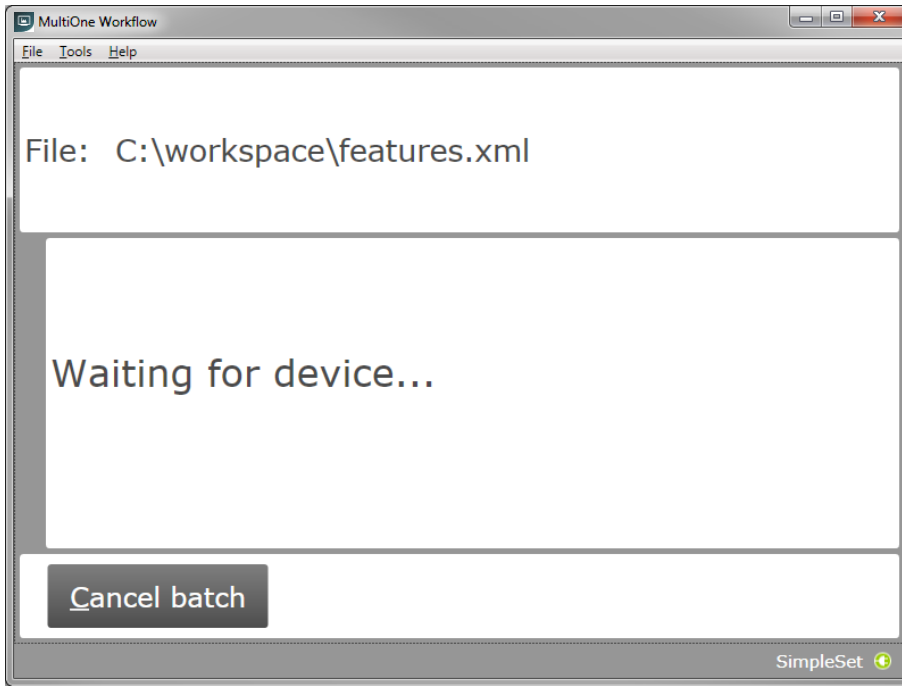 MultiOne Workflow
File Tools Help
File: C:\workspace\features.xml
Waiting for device...
Cancel batch
SimpleSet